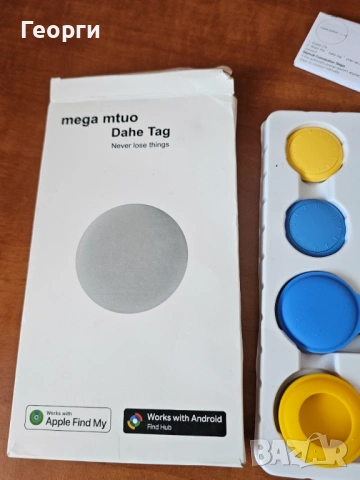 Георги
mega mtuo
Dahe Tag
Never lose things
Works with
Apple Find My
Works with Android
Find Hub
BAZAR